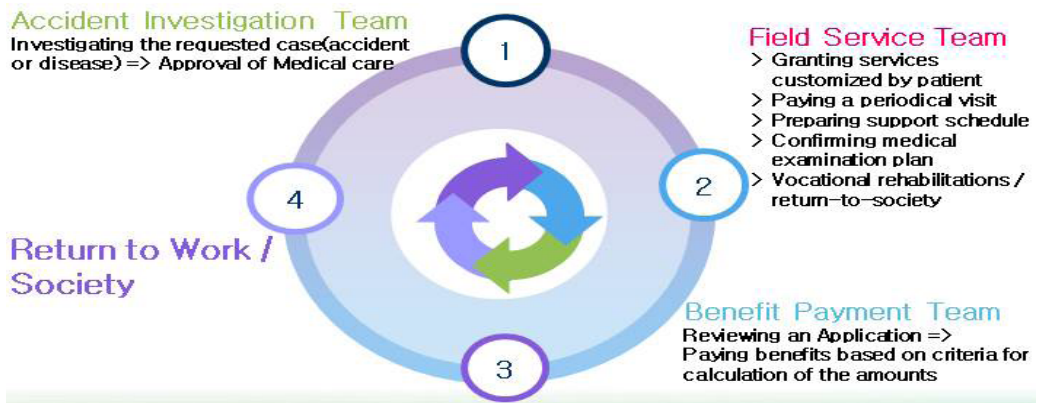 Accident Investigation Team
Investigating the requested case(accident
or disease) => Approval of Medical care
1
Field Service Team
> Granting services
customized by patient
> Paying a periodical visit
> Preparing support schedule
> Confirming medical
examination plan
> Vocational rehabilitations /
return-to-society
2
4
Return to Work /
Society
Benefit Payment Team
Reviewing an Application =>
Paying benefits based on criteria for
calculation of the amounts
3